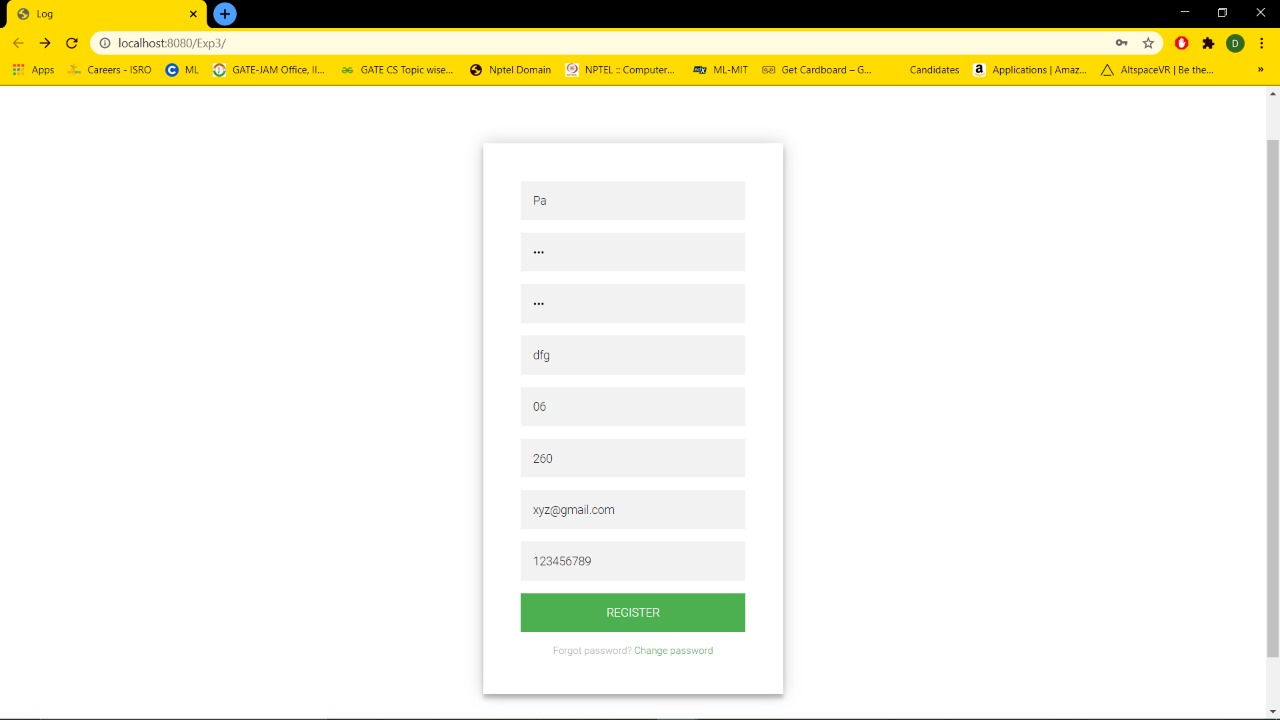 Log
localhost:8080/Exp3/
D
Apps Careers - ISRO ML GATE-JAM Office, II... GATE CS Topic wise... Nptel Domain NPTEL :: Computer... ML-MIT Get Cardboard – G... Candidates Applications | Amaz... AltspaceVR | Be the... »
Pa
•••
•••
dfg
06
260
xyz@gmail.com
123456789
REGISTER
Forgot password? Change password